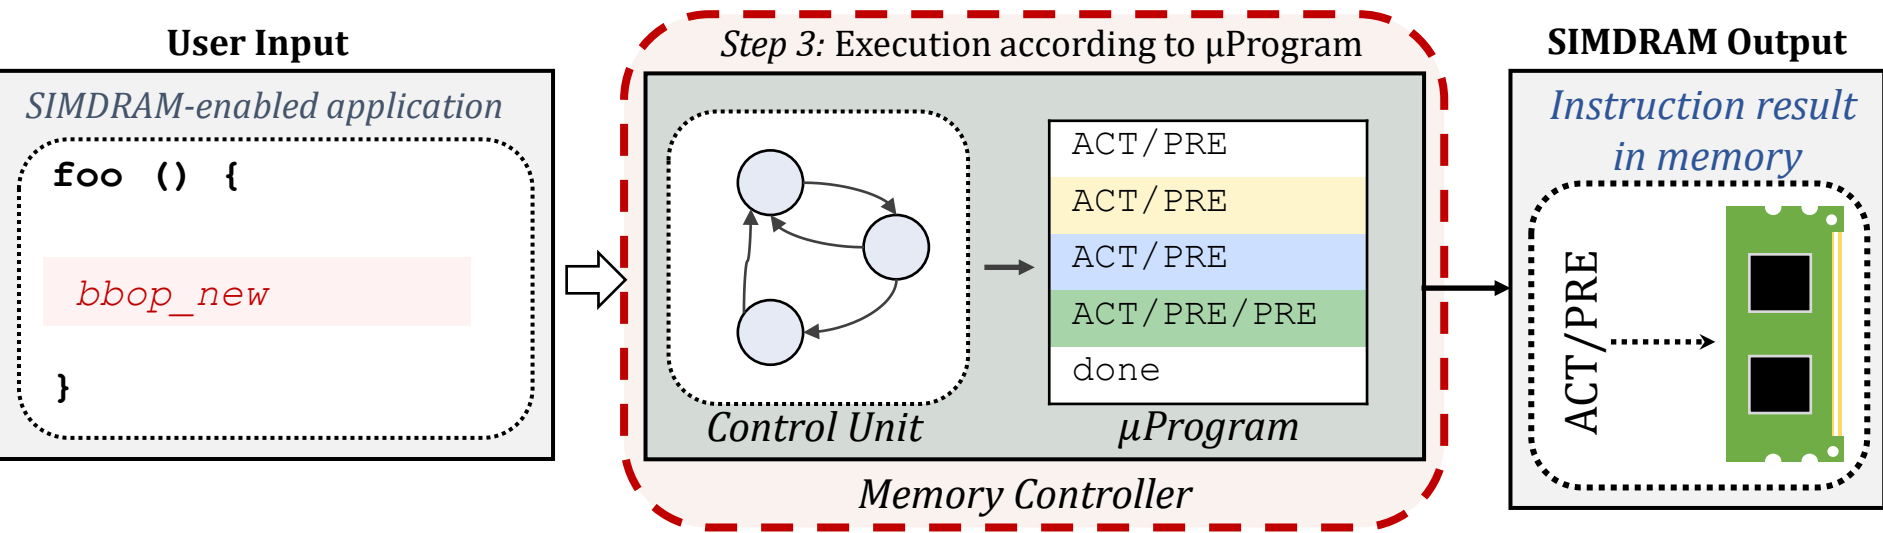 User Input
SIMDRAM-enabled application
foo () {
bbop_new
}
Step 3: Execution according to μProgram
Control Unit
ACT/PRE
ACT/PRE
ACT/PRE
ACT/PRE/PRE
done
μProgram
Memory Controller
SIMDRAM Output
Instruction result
in memory
ACT/PRE